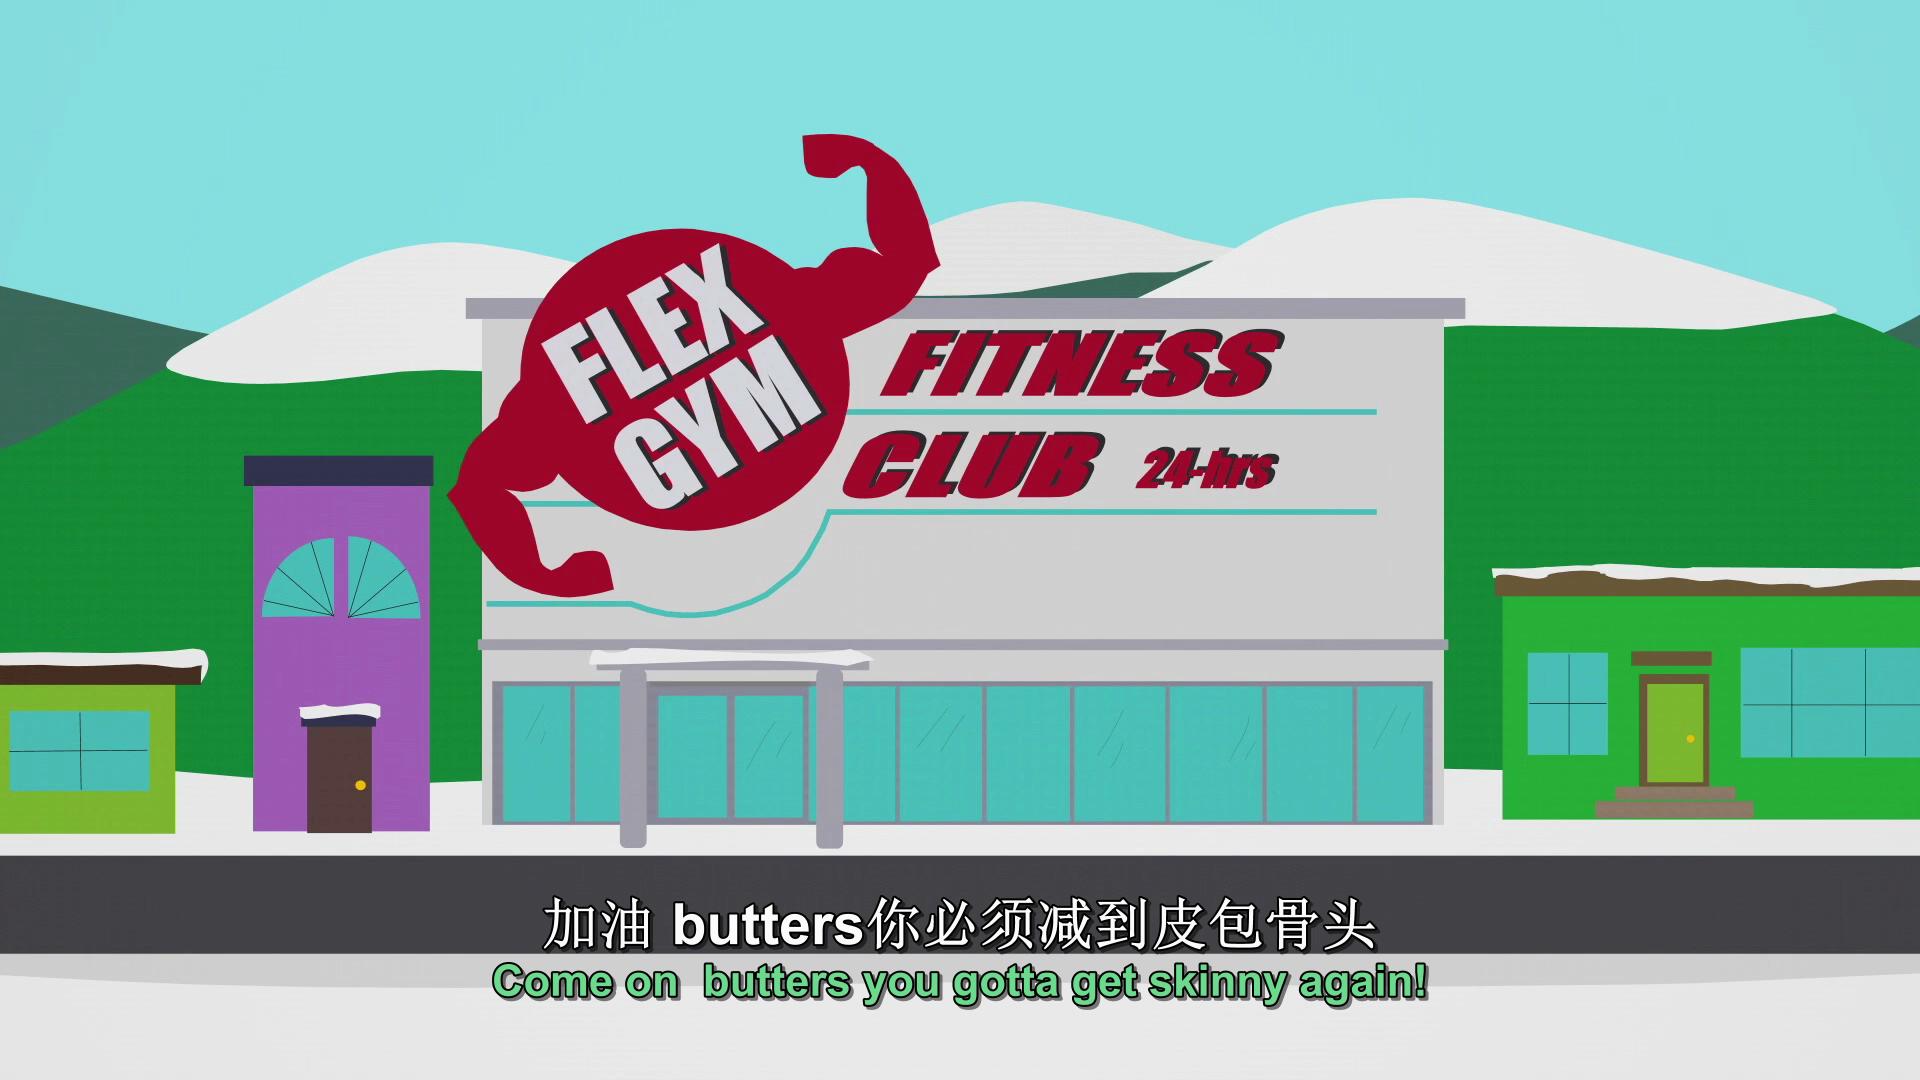 FLEX
GYM
FITNESS
CLUB 24-hrs
加油 butters你必须减到皮包骨头
Come on  butters you gotta get skinny again!